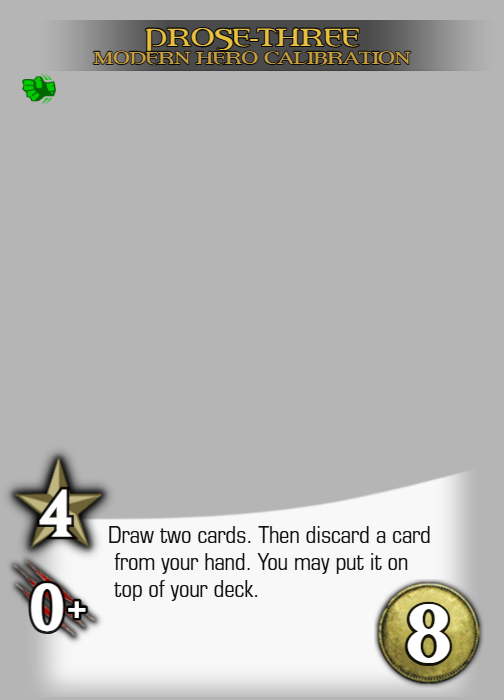 PROSE-THREE
MODERN HERO CALIBRATION
4
Draw two cards. Then discard a card
from your hand. You may put it on
top of your deck.
0+
8